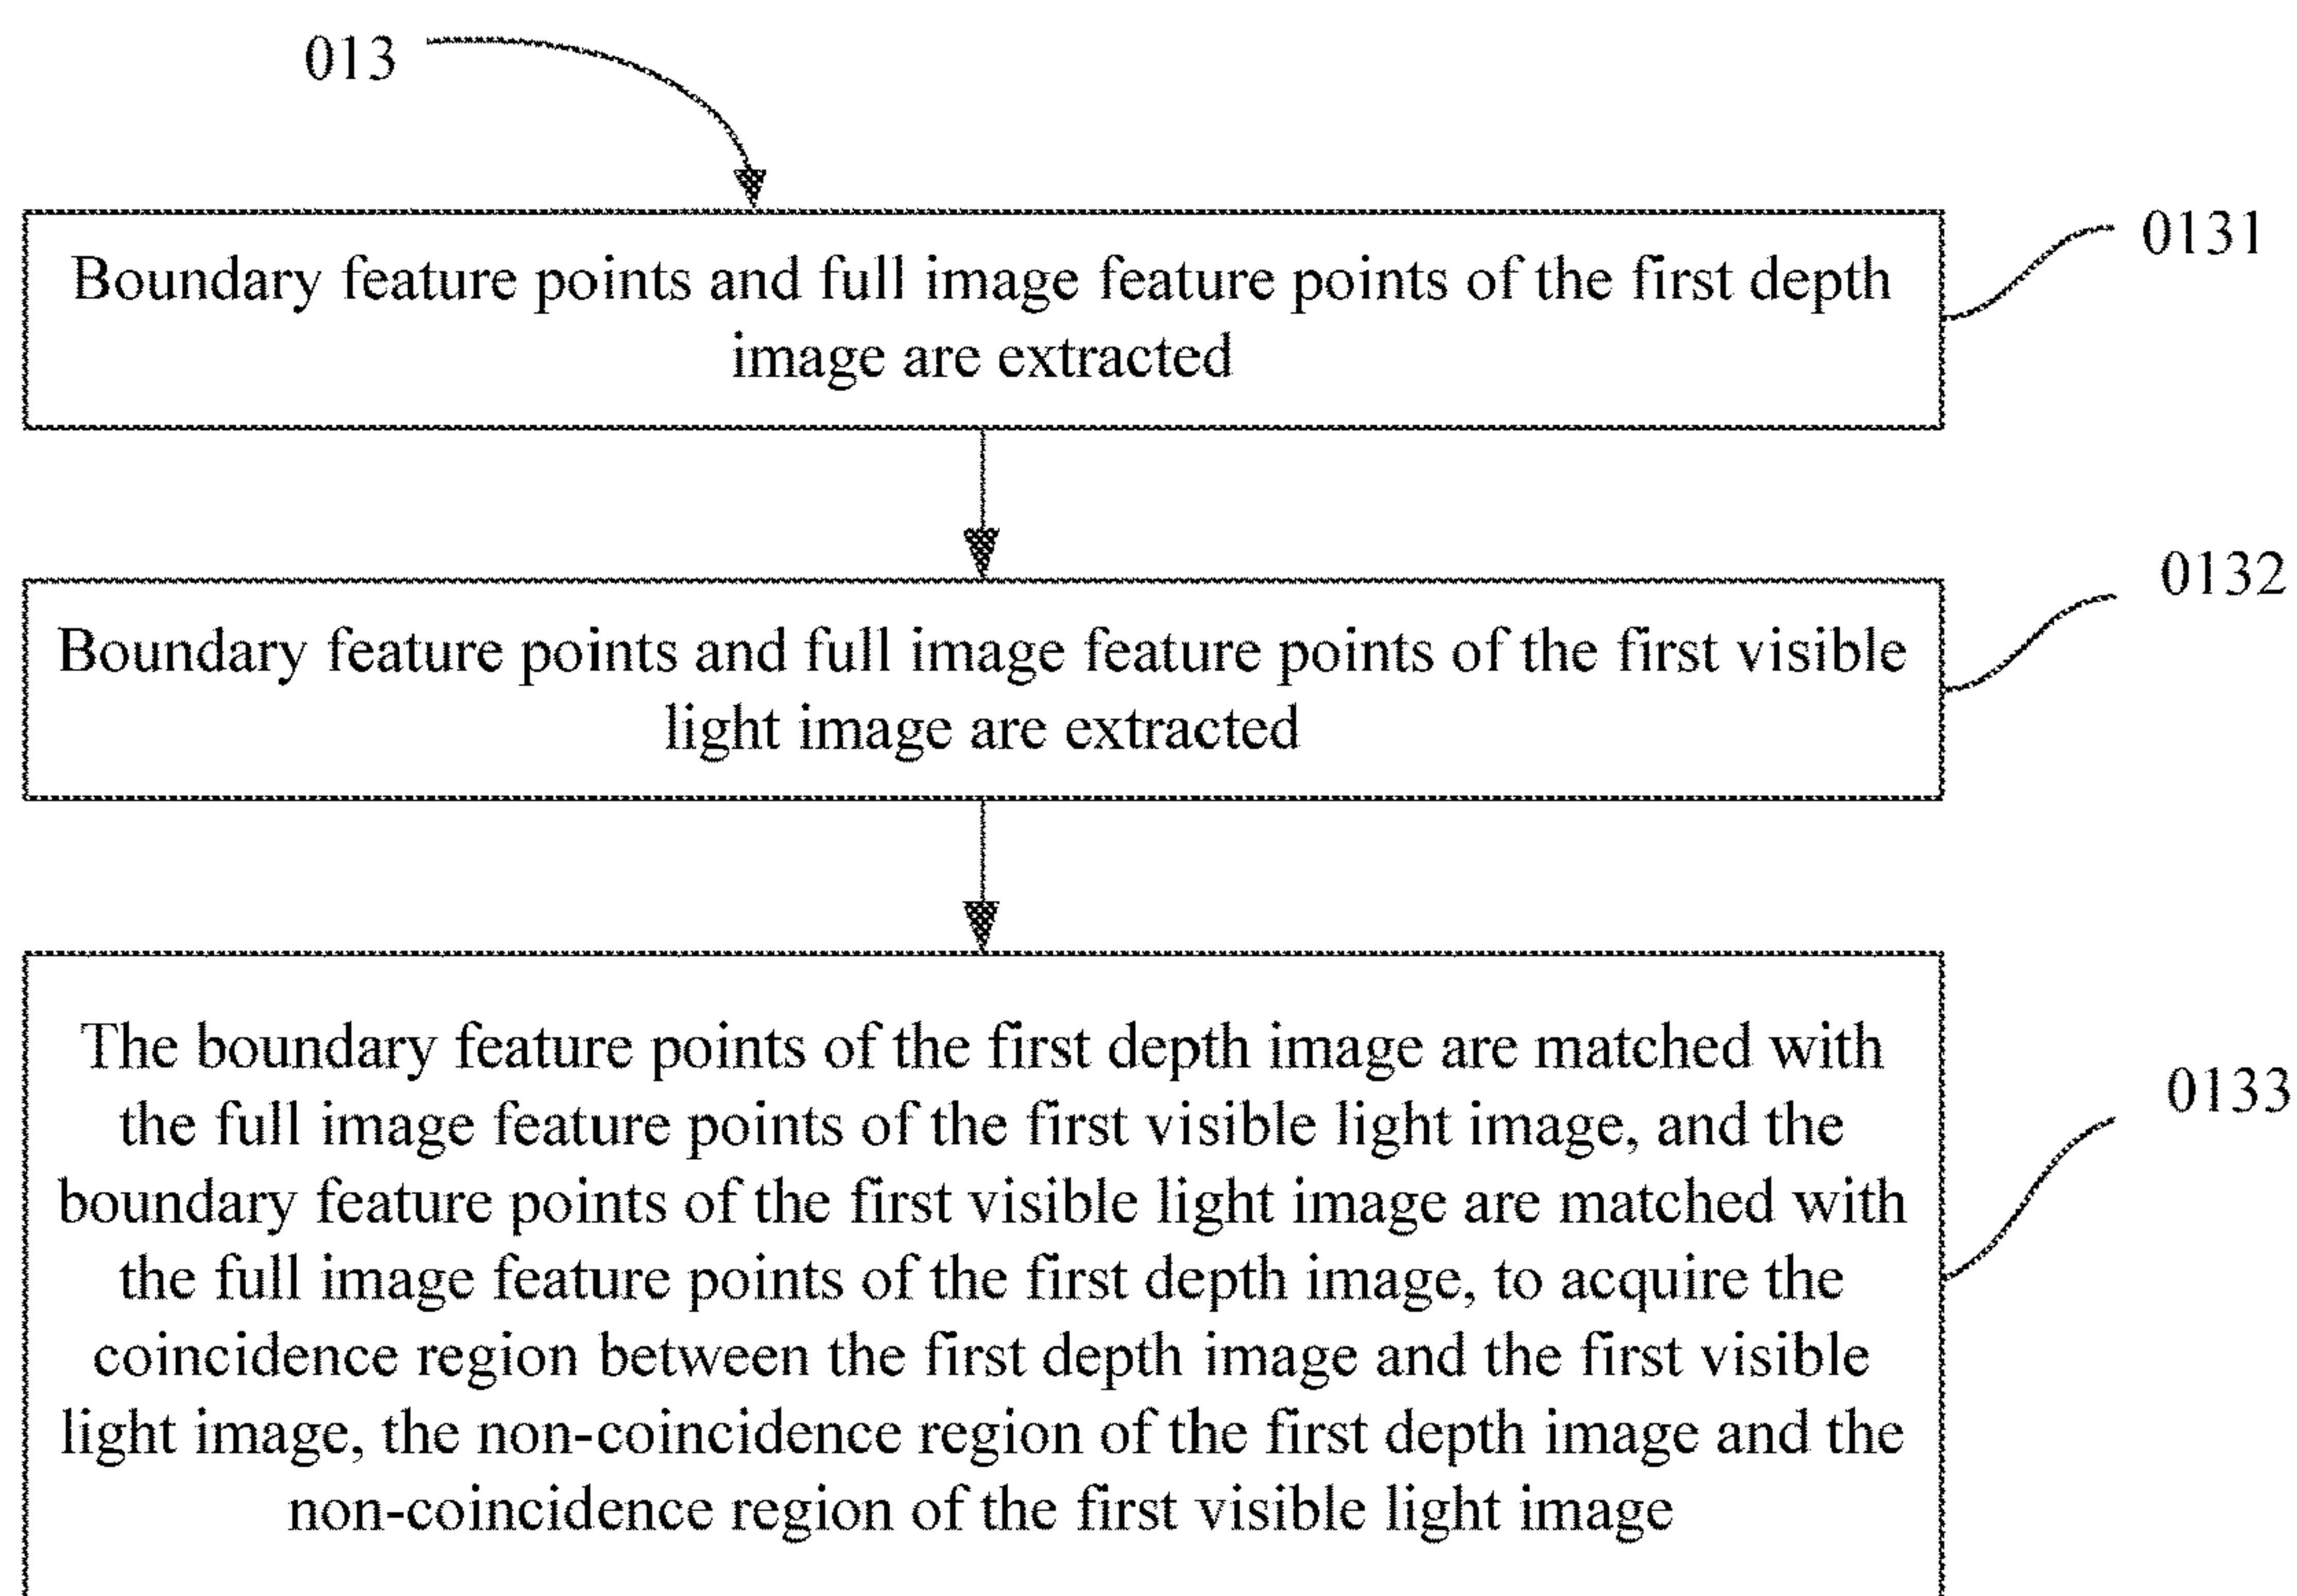 013
0131
Boundary feature points and full image feature points of the first depth
image are extracted
0132
Boundary feature points and full image feature points of the first visible
light image are extracted
0133
The boundary feature points of the first depth image are matched with
the full image feature points of the first visible light image, and the
boundary feature points of the first visible light image are matched with
the full image feature points of the first depth image, to acquire the
coincidence region between the first depth image and the first visible
light image, the non-coincidence region of the first depth image and the
non-coincidence region of the first visible light image